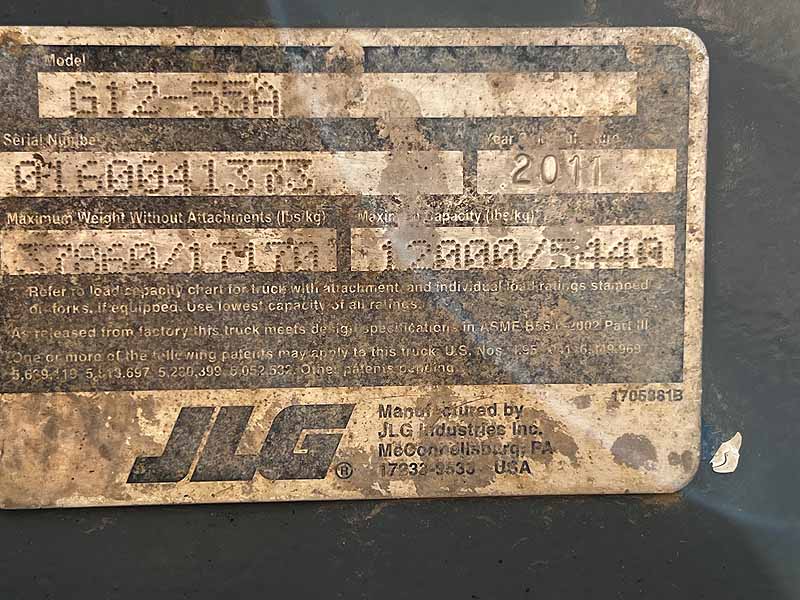 Model
G12-55A
Serial Number
0160041373
2011
Maximum Weight Without Attachments (lbs/kg) Maximum Capacity (lbs/kg)
12000/5440
Refer to load capacity chart for truck with attachment and individual load ratings stamped
on forks, if equipped. Use lowest capacity of all ratings.
As released from factory this truck meets design specifications in ASME Part III
One or more of the following patents may apply to this truck: U.S. Nos.
5,052,532. Other patents pending.
1705881B
JLG® Manufactured by
JLG Industries Inc.
McConnellsburg, PA
USA